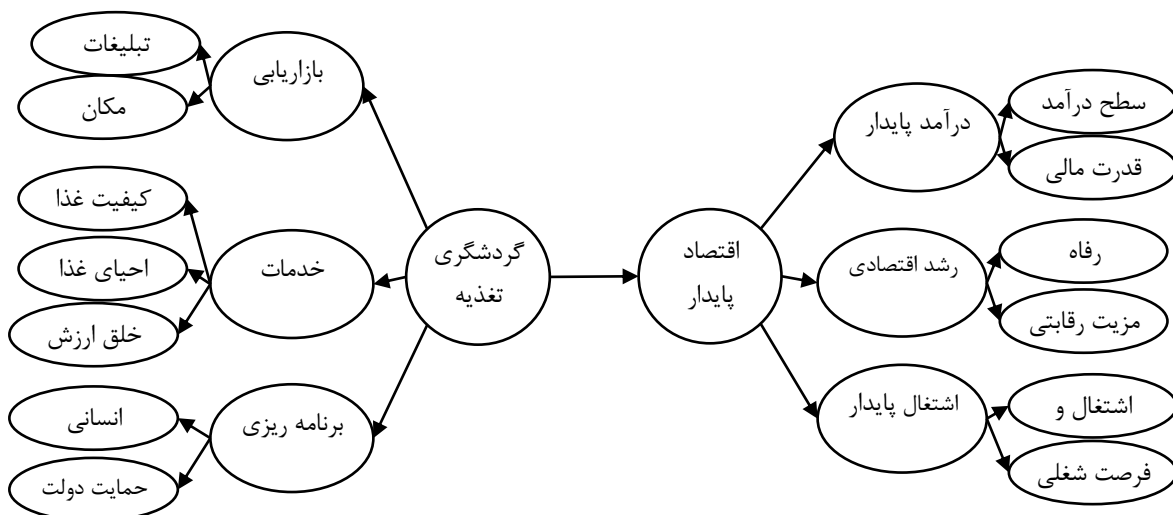 سطح درآمد
درآمد پایدار
قدرت مالی
رفاه
رشد اقتصادی
مزیت رقابتی
اشتغال و
اشتغال پایدار
فرصت شغلی
اقتصاد
پایدار
گردشگری
تغذیه
بازاریابی
تبلیغات
مکان
خدمات
کیفیت غذا
احیای غذا
خلق ارزش
برنامه ریزی
انسانی
حمایت دولت